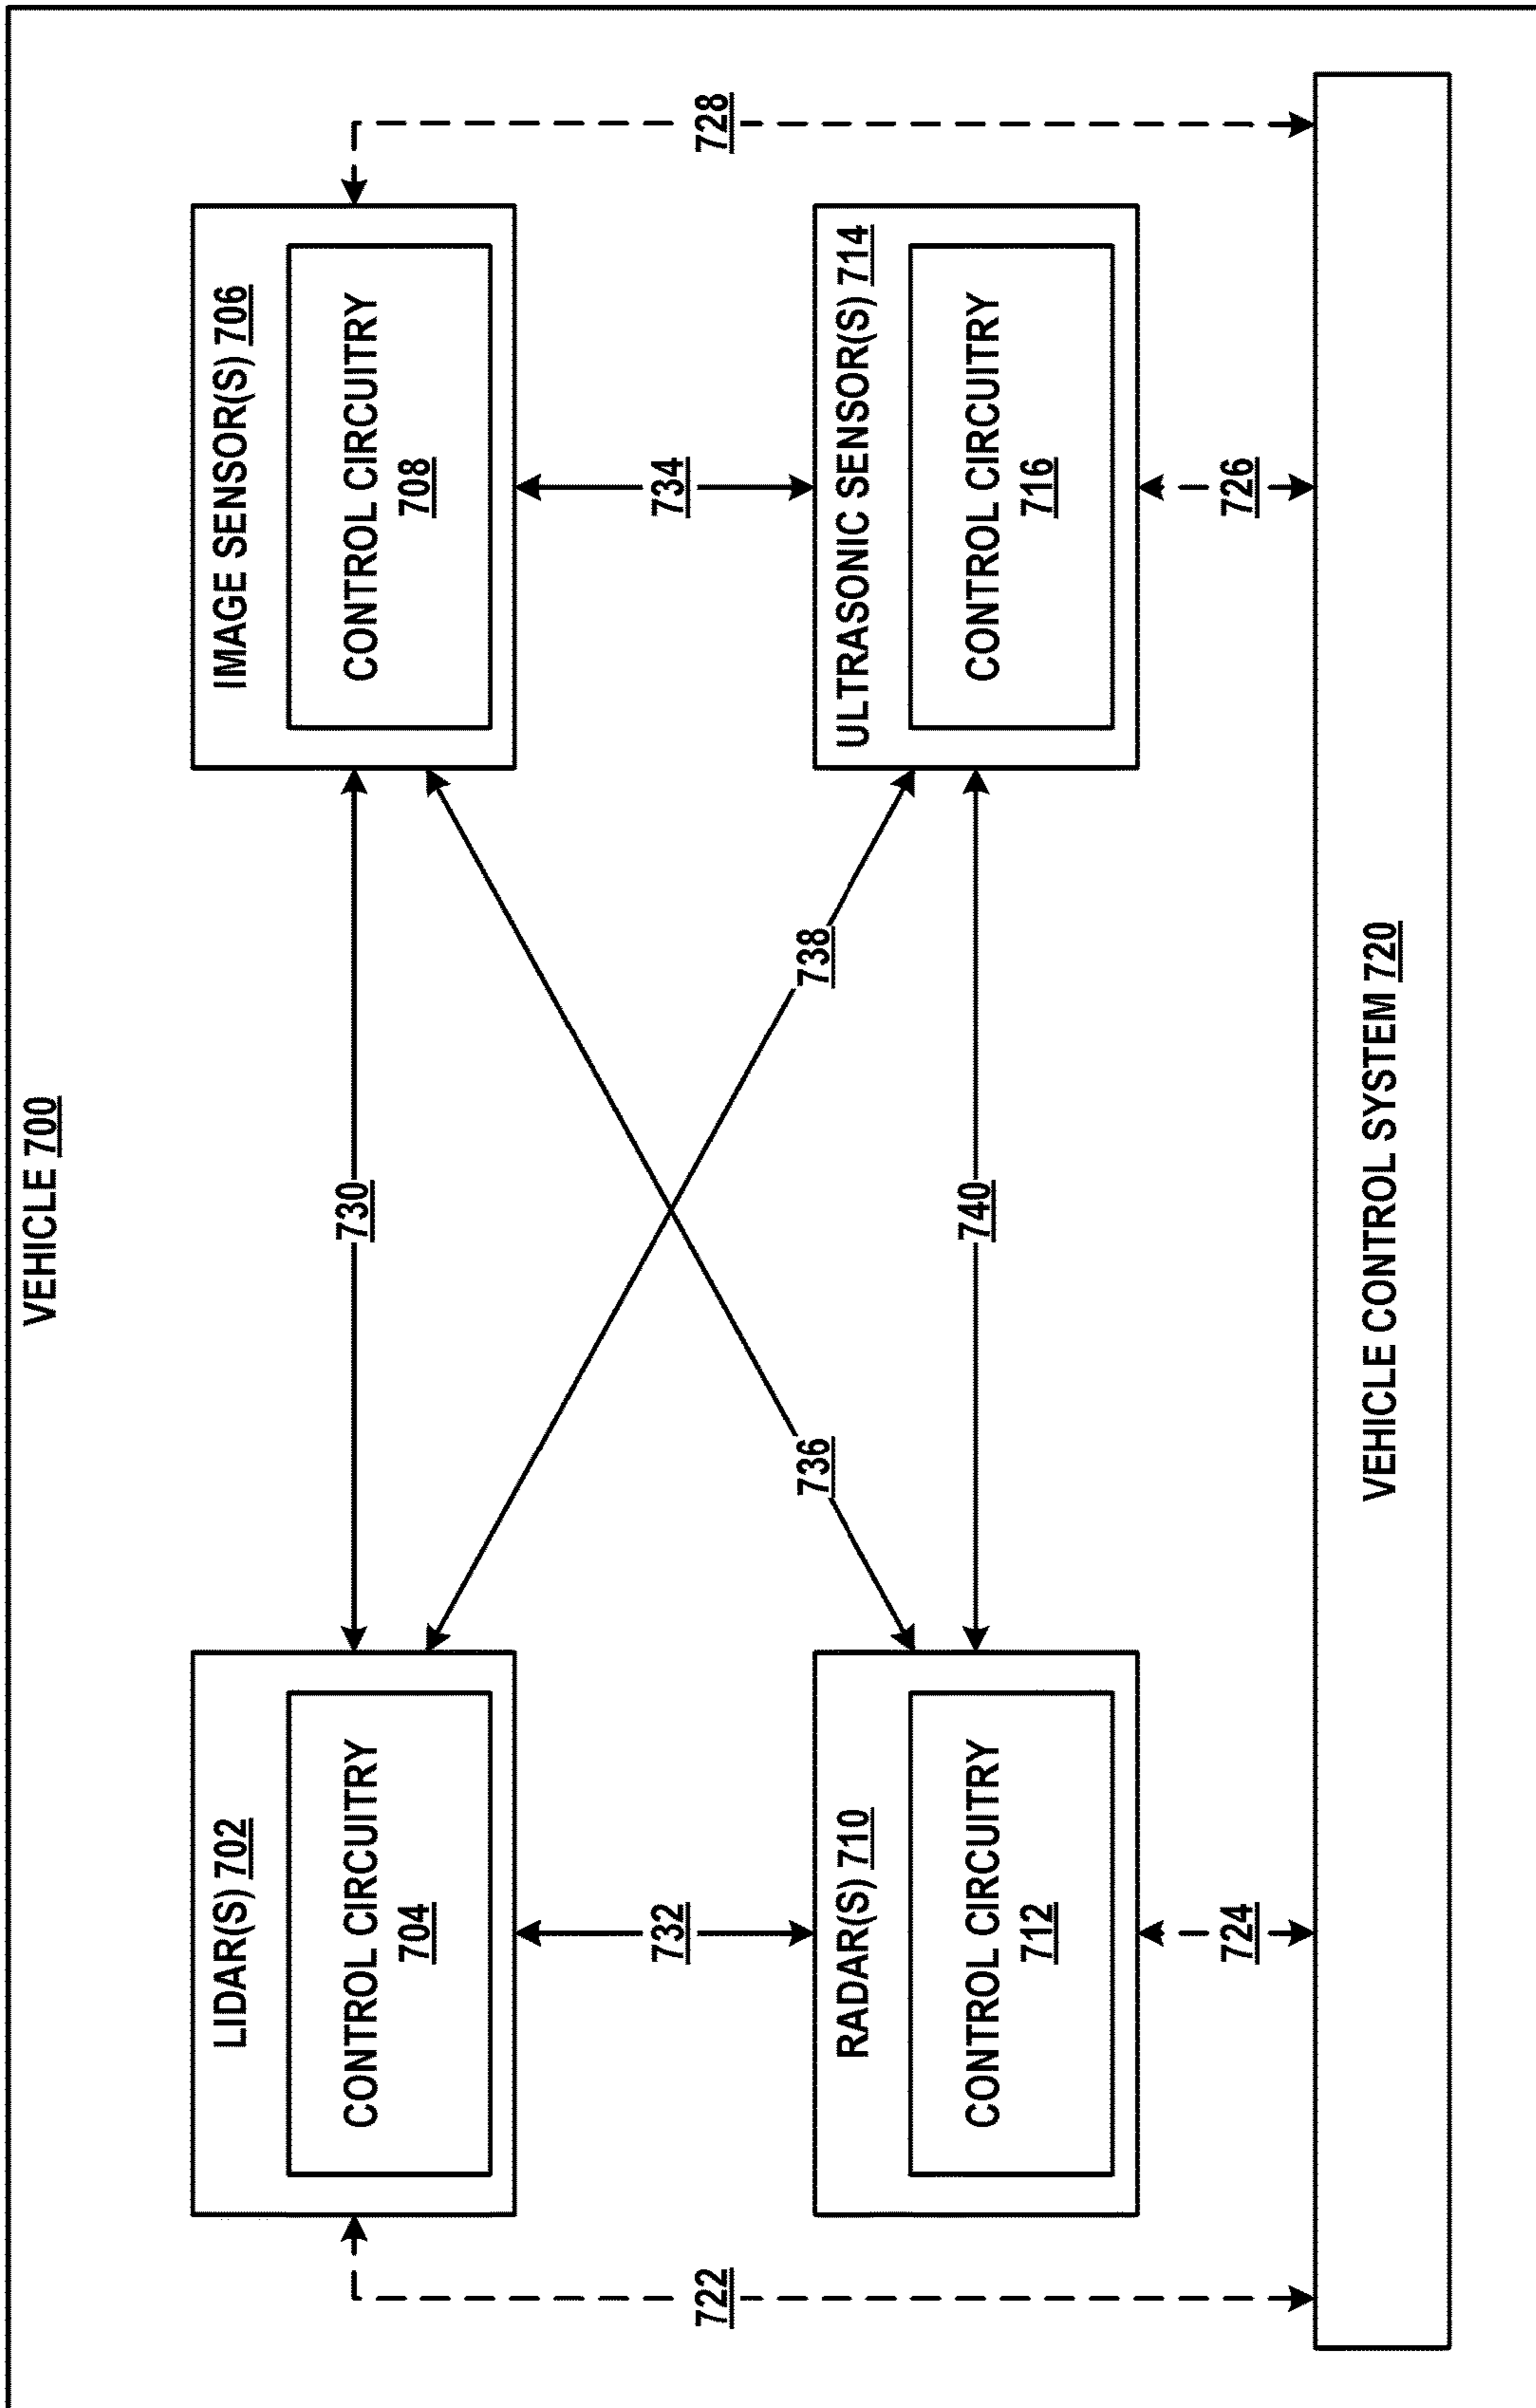 VEHICLE 700
LIDAR(S) 702
CONTROL CIRCUITRY
704
730
IMAGE SENSOR(S) 706
CONTROL CIRCUITRY
708
722
732
736
738
734
728
RADAR(S) 710
CONTROL CIRCUITRY
712
740
ULTRASONIC SENSOR(S) 714
CONTROL CIRCUITRY
716
724
726
VEHICLE CONTROL SYSTEM 720